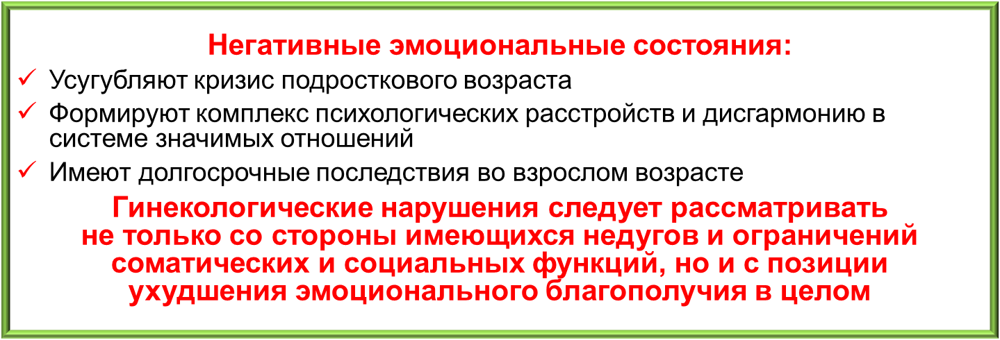 Негативные эмоциональные состояния:
✓ Усугубляют кризис подросткового возраста
✓ Формируют комплекс психологических расстройств и дисгармонию в
системе значимых отношений
✓ Имеют долгосрочные последствия во взрослом возрасте
Гинекологические нарушения следует рассматривать
не только со стороны имеющихся недугов и ограничений
соматических и социальных функций, но и с позиции
ухудшения эмоционального благополучия в целом